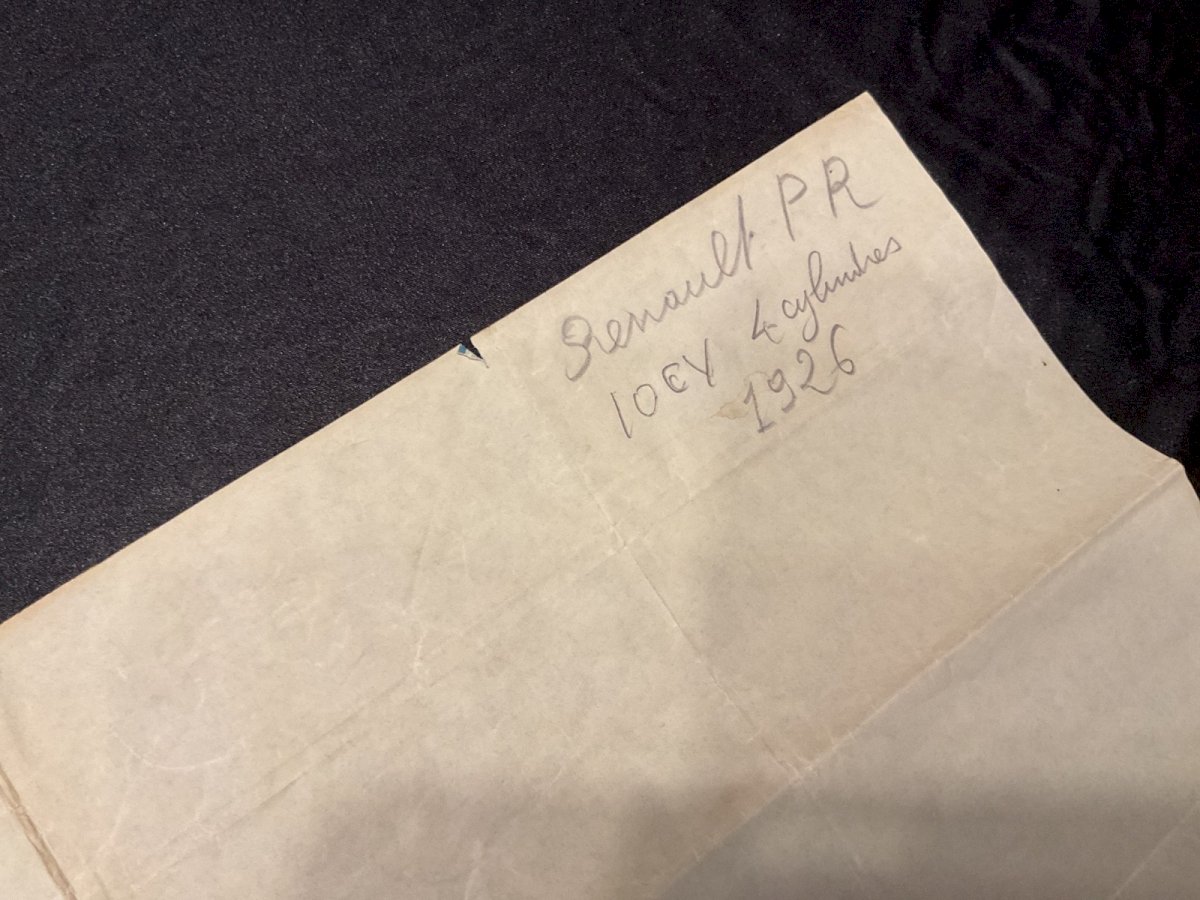 Renault PR
10CV 4 cylindres
1926